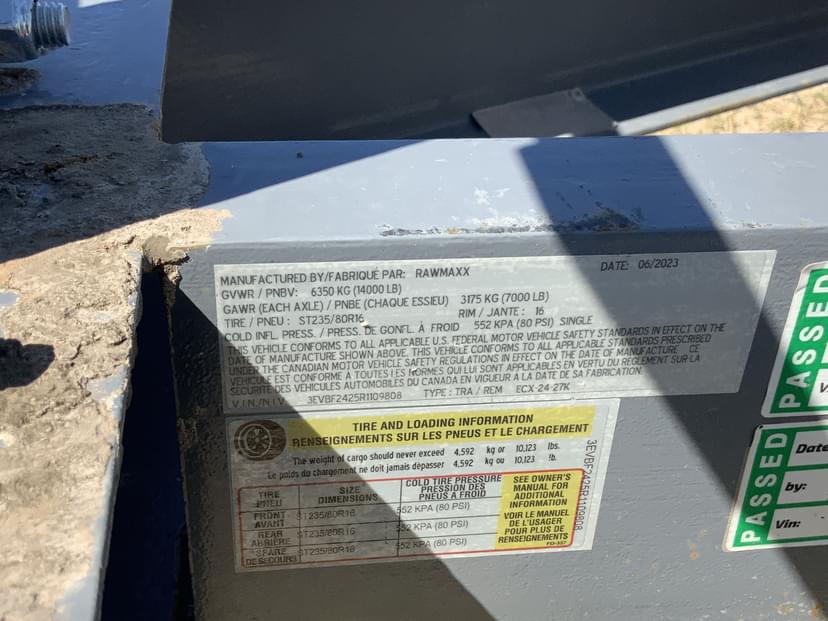 MANUFACTURED BY/FABRIQUÉ PAR: RAWMAXX DATE: 06/2023
GVWR / PNBV: 6350 KG (14000 LB)
GAWR (EACH AXLE) / PNBE (CHAQUE ESSIEU) 3175 KG (7000 LB)
TIRE / PNEU : ST235/80R16 RIM / JANTE : 16
COLD INFL. PRESS. / PRESS. DE GONFL. À FROID 552 KPA (80 PSI) SINGLE
THIS VEHICLE CONFORMS TO ALL APPLICABLE U.S. FEDERAL MOTOR VEHICLE SAFETY STANDARDS IN EFFECT ON THE
DATE OF MANUFACTURE SHOWN ABOVE. THIS VEHICLE CONFORMS TO ALL APPLICABLE STANDARDS PRESCRIBED
UNDER THE CANADIAN MOTOR VEHICLE SAFETY REGULATIONS IN EFFECT ON THE DATE OF MANUFACTURE CE
VÉHICULE EST CONFORME À TOUTES LES NORMES QUI LUI SONT APPLICABLES EN VERTU DU RÈGLEMENT SUR LA
SÉCURITÉ DES VÉHICULES AUTOMOBILES DU CANADA EN VIGUEUR À LA DATE DE SA FABRICATION.
V.I.N./N.I.V. 3EVBF2425R1109808 TYPE : TRA / REM ECX-24-27K
TIRE AND LOADING INFORMATION
RENSEIGNEMENTS SUR LES PNEUS ET LE CHARGEMENT
The weight of cargo should never exceed 4,592 kg or 10,123 lbs.
Le poids du chargement ne doit jamais dépasser 4,592 kg ou 10,123 lb.
TIRE
PNEU
SIZE
DIMENSIONS
COLD TIRE PRESSURE
PRESSION DES
PNEUS A FROID
FRONT
AVANT
ST235/80R16
552 KPA (80 PSI)
REAR
ARRIÈRE
ST235/80R16
552 KPA (80 PSI)
SPARE
DE SECOURS
ST235/80R16
552 KPA (80 PSI)
SEE OWNER'S
MANUAL FOR
ADDITIONAL
INFORMATION
VOIR LE MANUEL
DE L'USAGER
POUR PLUS DE
RENSEIGNEMENTS
3EVBF2425R1109808
PASSED
PASSED
Date
by:
Vin: